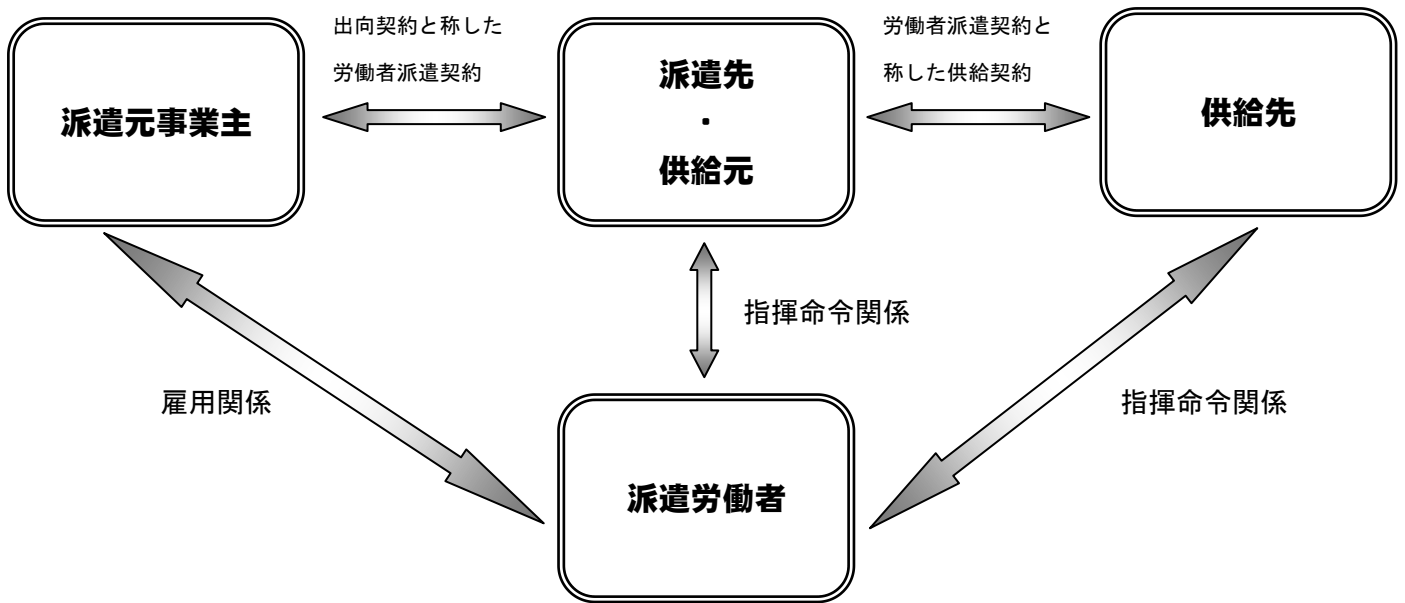 出向契約と称した
労働者派遣契約
労働者派遣契約と
称した供給契約
派遣元事業主
派遣先
・
供給元
供給先
指揮命令関係
雇用関係
指揮命令関係
派遣労働者